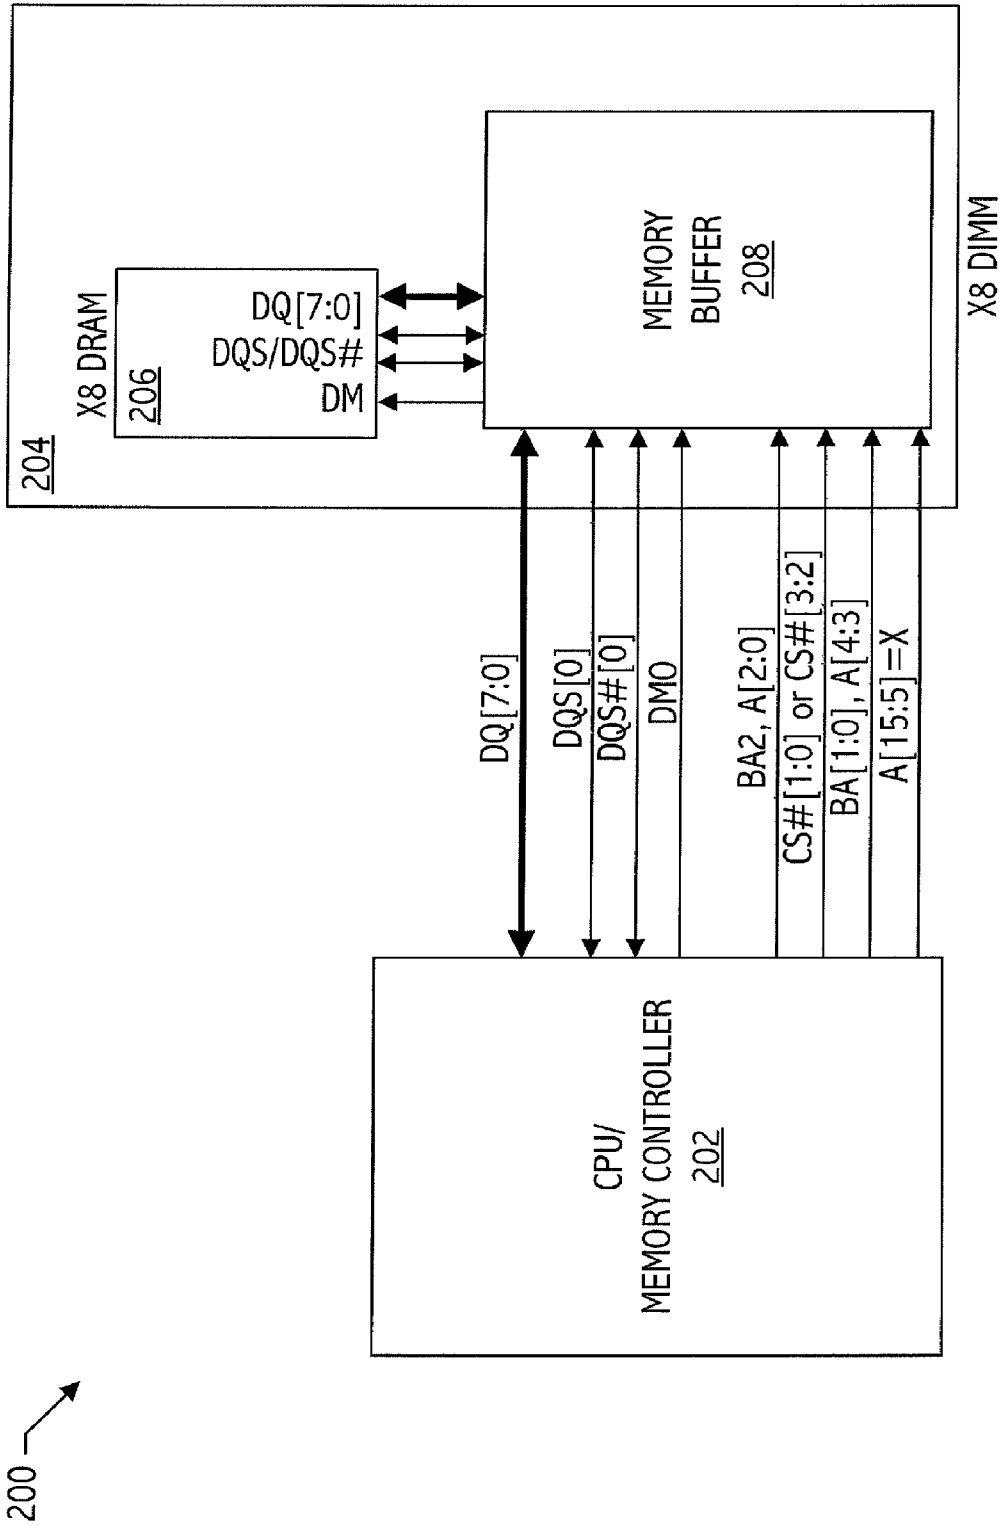 200
CPU/
MEMORY CONTROLLER
202
DQ[7:0]
DQS[0]
DQS#[0]
DM0
BA2, A[2:0]
CS#[1:0] or CS#[3:2]
BA[1:0], A[4:3]
A[15:5]=X
204
X8 DRAM
206
DQ[7:0]
DQS/DQS#
DM
MEMORY
BUFFER
208
X8 DIMM